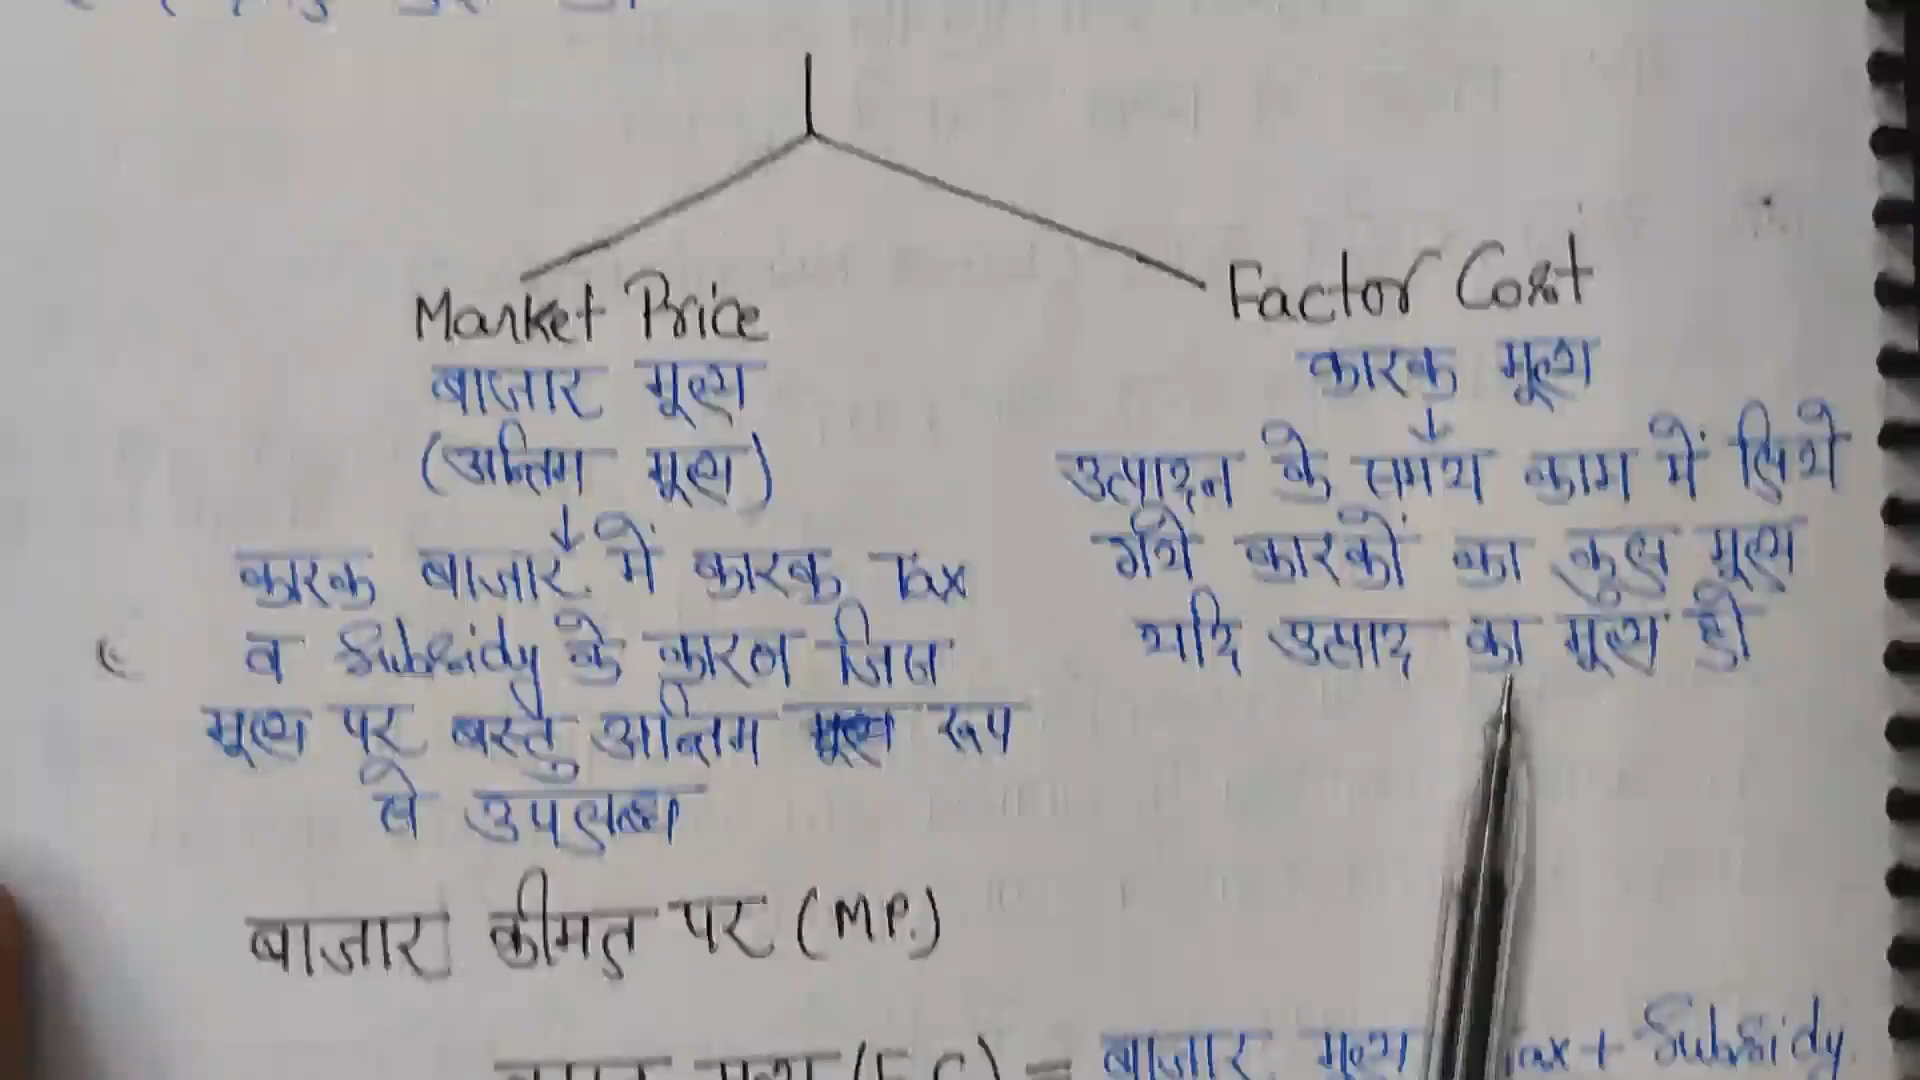 Market Price
बाजार मूल्य
(अन्तिम मूल्य)
कारक बाजार में कारक Tax
व Subsidy के कारण जिस
मूल्य पर वस्तु अन्तिम रूप
से उपलब्ध
Factor Cost
कारक मूल्य
उत्पादन के समय काम में लिये
गये कारकों का कुल मूल्य
यदि उत्पाद का मूल्य हो
बाजार कीमत पर (MP.)
(F.C) = बाजार मूल्य Tax + Subsidy